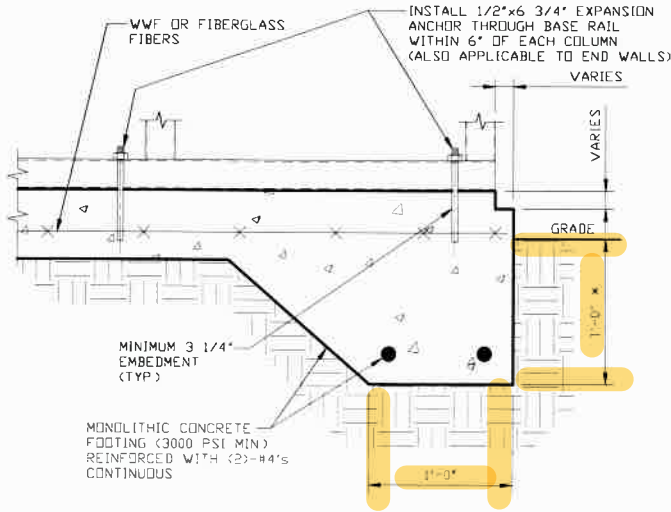 WWF OR FIBERGLASS
FIBERS
INSTALL 1/2"x6 3/4" EXPANSION
ANCHOR THROUGH BASE RAIL
WITHIN 6" OF EACH COLUMN
(ALSO APPLICABLE TO END WALLS)
VARIES
VARIES
GRADE
1'-0" *
MINIMUM 3 1/4"
EMBEDMENT
(TYP)
MONOLITHIC CONCRETE
FOOTING (3000 PSI MIN)
REINFORCED WITH (2)-#4's
CONTINUOUS
1'-0"